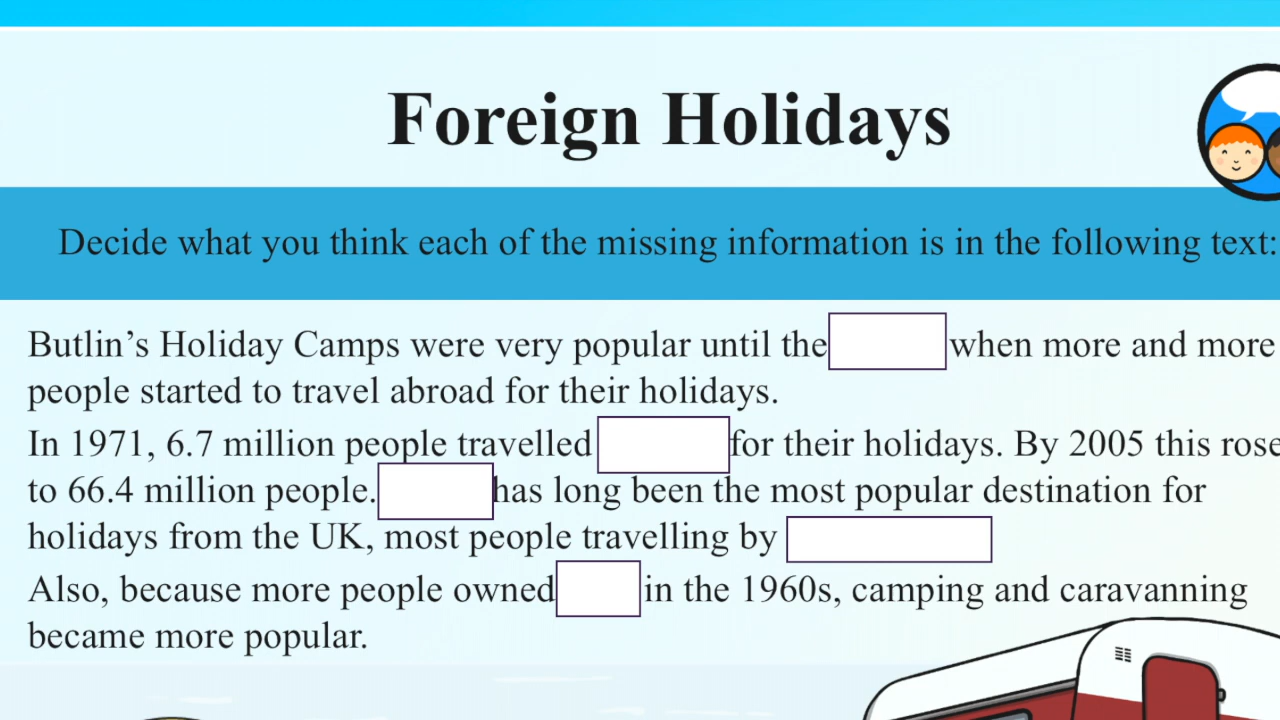 Foreign Holidays
Decide what you think each of the missing information is in the following text:
Butlin’s Holiday Camps were very popular until the when more and more
people started to travel abroad for their holidays.
In 1971, 6.7 million people travelled for their holidays. By 2005 this rose
to 66.4 million people. has long been the most popular destination for
holidays from the UK, most people travelling by
Also, because more people owned in the 1960s, camping and caravanning
became more popular.